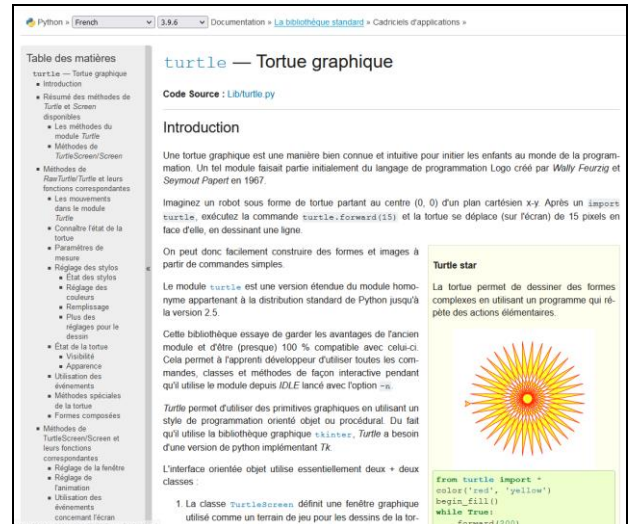 Python » French 3.9.6 Documentation » La bibliothèque standard » Cadriciels d'applications »
Table des matières
turtle — Tortue graphique
Introduction
Résumé des méthodes de
Turtle et Screen
disponibles
Les méthodes du
module Turtle
Méthodes de
TurtleScreen/Screen
Méthodes de
RawTurtle/Turtle et leurs
fonctions correspondantes
Les mouvements
dans le module
Turtle
Connaître l'état de la
tortue
Paramètres de
mesure
Réglage des stylos
État des stylos
Réglage des
couleurs
Remplissage
Plus des
réglages pour le
dessin
État de la tortue
Visibilité
Apparence
Utilisation des
événements
Méthodes spéciales
de la tortue
Formes composées
Méthodes de
TurtleScreen/Screen et
leurs fonctions
correspondantes
Réglage de la fenêtre
Réglage de
l'animation
Utilisation des
événements
concernant l'écran
«
turtle — Tortue graphique
Code Source : Lib/turtle.py
Introduction
Une tortue graphique est une manière bien connue et intuitive pour initier les enfants au monde de la program-
mation. Un tel module faisait partie initialement du langage de programmation Logo créé par Wally Feurzig et
Seymout Papert en 1967.
Imaginez un robot sous forme de tortue partant au centre (0, 0) d'un plan cartésien x-y. Après un import
turtle, exécutez la commande turtle.forward(15) et la tortue se déplace (sur l'écran) de 15 pixels en
face d'elle, en dessinant une ligne.
On peut donc facilement construire des formes et images à
partir de commandes simples.
Le module turtle est une version étendue du module homo-
nyme appartenant à la distribution standard de Python jusqu'à
la version 2.5.
Cette bibliothèque essaye de garder les avantages de l'ancien
module et d'être (presque) 100 % compatible avec celui-ci.
Cela permet à l'apprenti développeur d'utiliser toutes les com-
mandes, classes et méthodes de façon interactive pendant
qu'il utilise le module depuis IDLE lancé avec l'option -n.
Turtle permet d'utiliser des primitives graphiques en utilisant un
style de programmation orienté objet ou procédural. Du fait
qu'il utilise la bibliothèque graphique tkinter, Turtle a besoin
d'une version de python implémentant Tk.
L'interface orientée objet utilise essentiellement deux + deux
classes :
1. La classe TurtleScreen définit une fenêtre graphique
utilisé comme un terrain de jeu pour les dessins de la tor-
Turtle star
La tortue permet de dessiner des formes
complexes en utilisant un programme qui ré-
pète des actions élémentaires.
from turtle import *
color('red', 'yellow')
begin_fill()
while True:
forward(200)